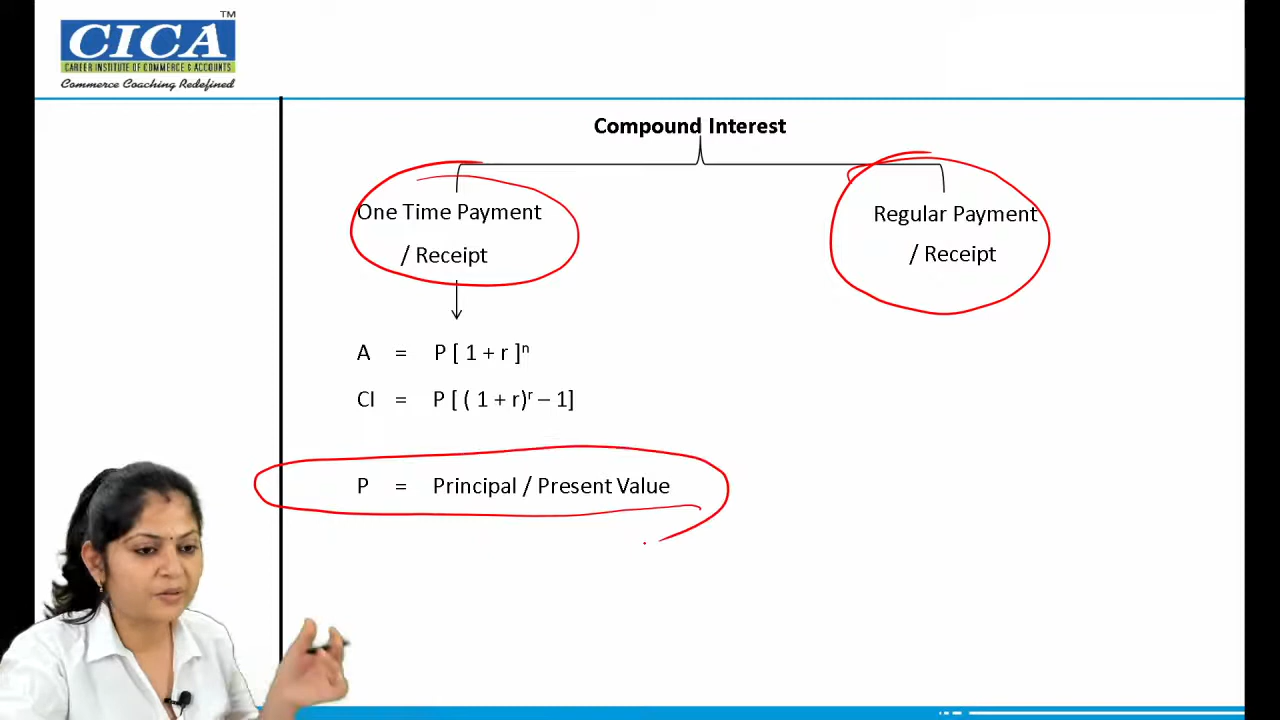 TM
CICA
CAREER INSTITUTE OF COMMERCE & ACCOUNTS
Commerce Coaching Redefined
Compound Interest
One Time Payment
/ Receipt
Regular Payment
/ Receipt
A = P [ 1 + r ]ⁿ
CI = P [ ( 1 + r)ʳ – 1]
P = Principal / Present Value